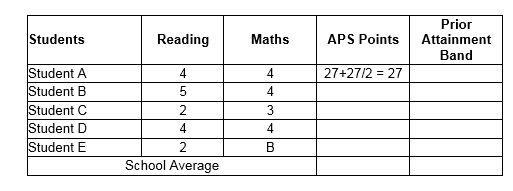 Students Reading Maths APS Points Prior Attainment Band
Student A 4 4 27+27/2 = 27
Student B 5 4
Student C 2 3
Student D 4 4
Student E 2 B
School Average